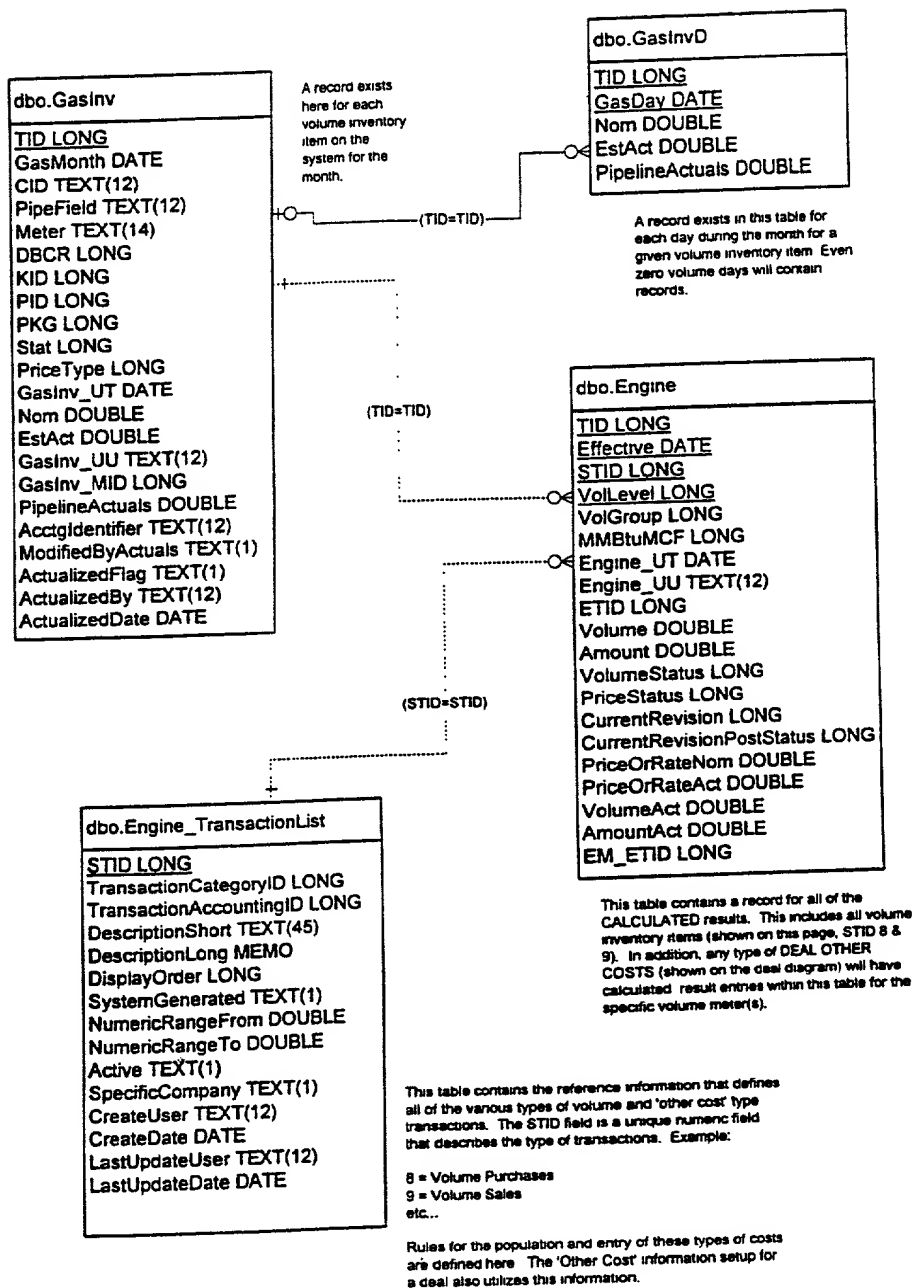 dbo.GasInv
TID LONG
GasMonth DATE
CID TEXT(12)
PipeField TEXT(12)
Meter TEXT(14)
DBCR LONG
KID LONG
PID LONG
PKG LONG
Stat LONG
PriceType LONG
GasInv_UT DATE
Nom DOUBLE
EstAct DOUBLE
GasInv_UU TEXT(12)
GasInv_MID LONG
PipelineActuals DOUBLE
AcctgIdentifier TEXT(12)
ModifiedByActuals TEXT(1)
ActualizedFlag TEXT(1)
ActualizedBy TEXT(12)
ActualizedDate DATE
A record exists
here for each
volume inventory
item on the
system for the
month.
(TID=TID)
dbo.GasInvD
TID LONG
GasDay DATE
Nom DOUBLE
EstAct DOUBLE
PipelineActuals DOUBLE
A record exists in this table for
each day during the month for a
given volume inventory item Even
zero volume days will contain
records.
(TID=TID)
dbo.Engine
TID LONG
Effective DATE
STID LONG
VolLevel LONG
VolGroup LONG
MMBtuMCF LONG
Engine_UT DATE
Engine_UU TEXT(12)
ETID LONG
Volume DOUBLE
Amount DOUBLE
VolumeStatus LONG
PriceStatus LONG
CurrentRevision LONG
CurrentRevisionPostStatus LONG
PriceOrRateNom DOUBLE
PriceOrRateAct DOUBLE
VolumeAct DOUBLE
AmountAct DOUBLE
EM_ETID LONG
(STID=STID)
This table contains a record for all of the
CALCULATED results. This includes all volume
inventory items (shown on this page, STID 8 &
9). In addition, any type of DEAL OTHER
COSTS (shown on the deal diagram) will have
calculated result entries within this table for the
specific volume meter(s).
dbo.Engine_TransactionList
STID LONG
TransactionCategoryID LONG
TransactionAccountingID LONG
DescriptionShort TEXT(45)
DescriptionLong MEMO
DisplayOrder LONG
SystemGenerated TEXT(1)
NumericRangeFrom DOUBLE
NumericRangeTo DOUBLE
Active TEXT(1)
SpecificCompany TEXT(1)
CreateUser TEXT(12)
CreateDate DATE
LastUpdateUser TEXT(12)
LastUpdateDate DATE
This table contains the reference information that defines
all of the various types of volume and 'other cost' type
transactions. The STID field is a unique numeric field
that describes the type of transactions. Example:
8 = Volume Purchases
9 = Volume Sales
etc...
Rules for the population and entry of these types of costs
are defined here The 'Other Cost' information setup for
a deal also utilizes this information.